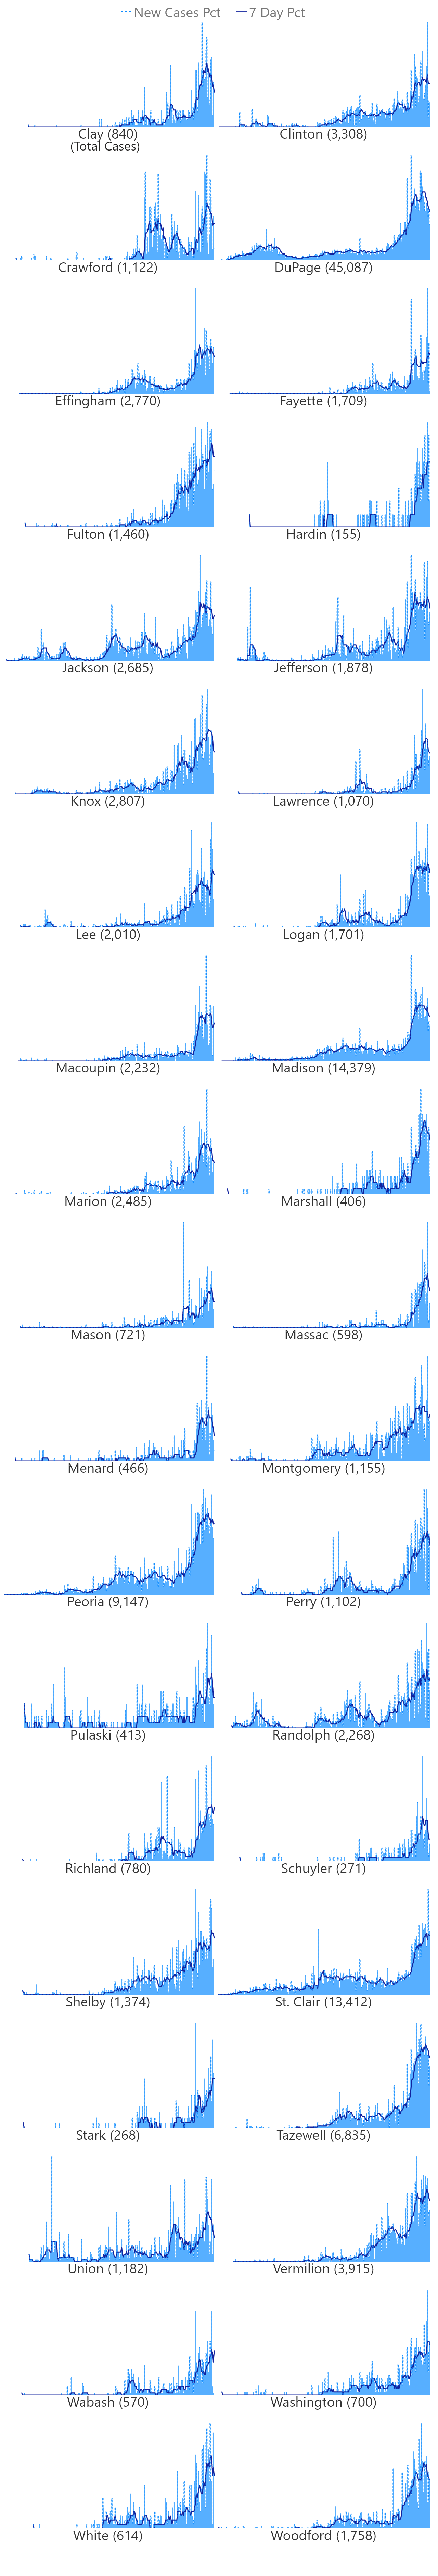 New Cases Pct 7 Day Pct
Clay (840) Clinton (3,308)
(Total Cases)
Crawford (1,122) DuPage (45,087)
Effingham (2,770) Fayette (1,709)
Fulton (1,460) Hardin (155)
Jackson (2,685) Jefferson (1,878)
Knox (2,807) Lawrence (1,070)
Lee (2,010) Logan (1,701)
Macoupin (2,232) Madison (14,379)
Marion (2,485) Marshall (406)
Mason (721) Massac (598)
Menard (466) Montgomery (1,155)
Peoria (9,147) Perry (1,102)
Pulaski (413) Randolph (2,268)
Richland (780) Schuyler (271)
Shelby (1,374) St. Clair (13,412)
Stark (268) Tazewell (6,835)
Union (1,182) Vermilion (3,915)
Wabash (570) Washington (700)
White (614) Woodford (1,758)